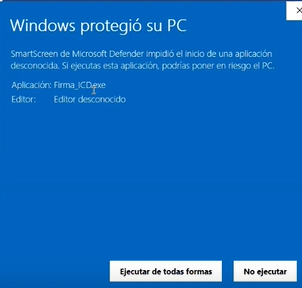 Windows protegió su PC
SmartScreen de Microsoft Defender impidió el inicio de una aplicación
desconocida. Si ejecutas esta aplicación, podrías poner en riesgo el PC.
Aplicación: Firma_ICD.exe
Editor: Editor desconocido
Ejecutar de todas formas
No ejecutar